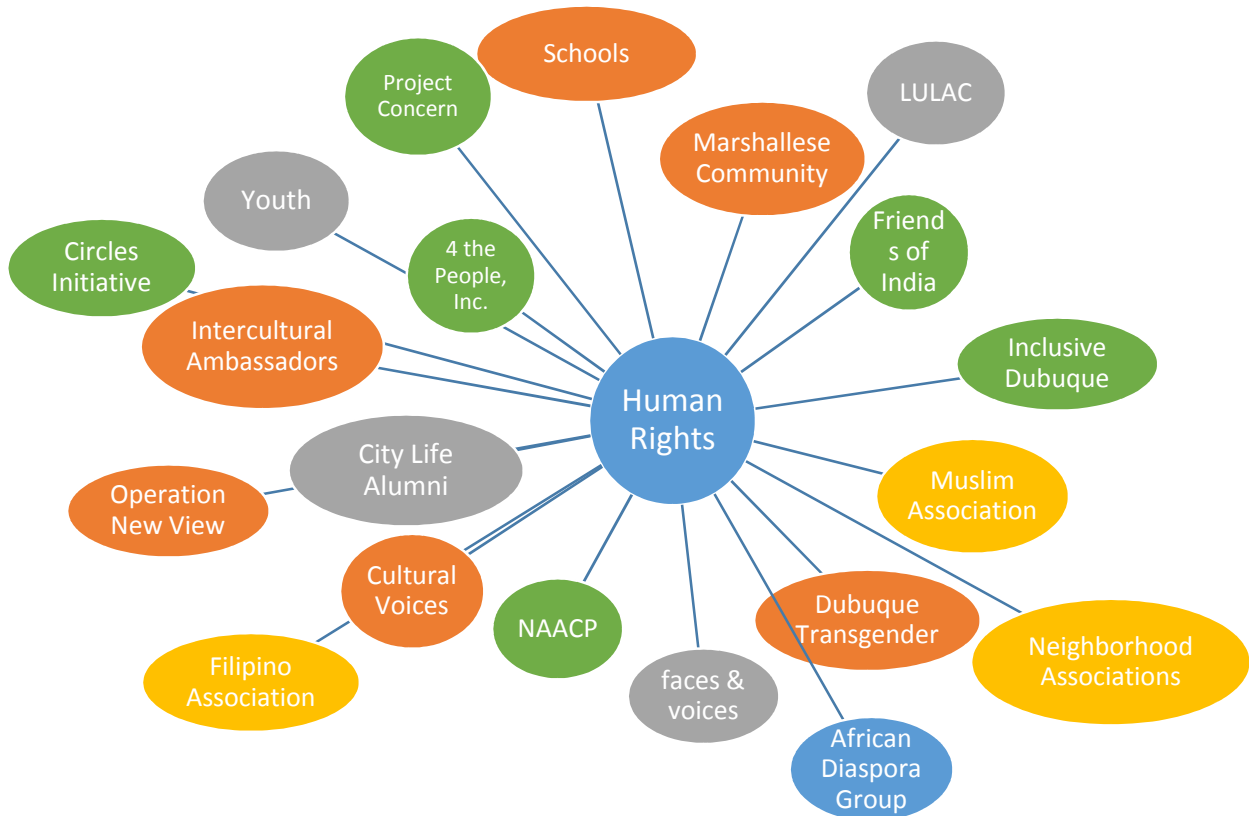 Schools
Project
Concern
LULAC
Marshallese
Community
Youth
Friend
s of
India
4 the
People,
Inc.
Circles
Initiative
Intercultural
Ambassadors
Inclusive
Dubuque
Human
Rights
City Life
Alumni
Muslim
Association
Operation
New View
Cultural
Voices
Dubuque
Transgender
NAACP
Neighborhood
Associations
Filipino
Association
faces &
voices
African
Diaspora
Group